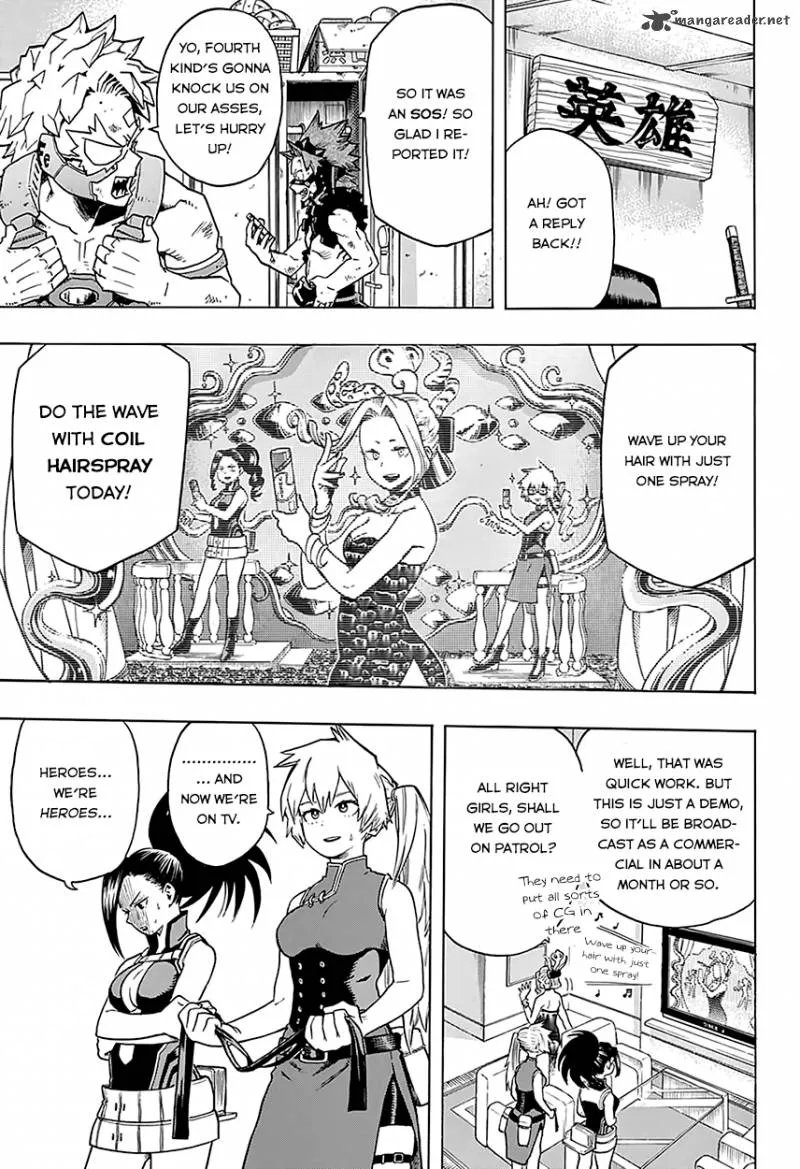 mangareader.net
英雄
AH! GOT
A REPLY
BACK!!
SO IT WAS
AN SOS! SO
GLAD I RE-
PORTED IT!
YO, FOURTH
KIND'S GONNA
KNOCK US ON
OUR ASSES,
LET'S HURRY
UP!
WAVE UP YOUR
HAIR WITH JUST
ONE SPRAY!
DO THE WAVE
WITH COIL
HAIRSPRAY
TODAY!
WELL, THAT WAS
QUICK WORK. BUT
THIS IS JUST A DEMO,
SO IT'LL BE BROAD-
CAST AS A COMMER-
CIAL IN ABOUT A
MONTH OR SO.
ALL RIGHT
GIRLS, SHALL
WE GO OUT
ON PATROL?
They need to
put all sorts
of CG in
there
Wave up your
hair with just
one spray!
...............
... AND
NOW WE'RE
ON TV.
HEROES...
WE'RE
HEROES...